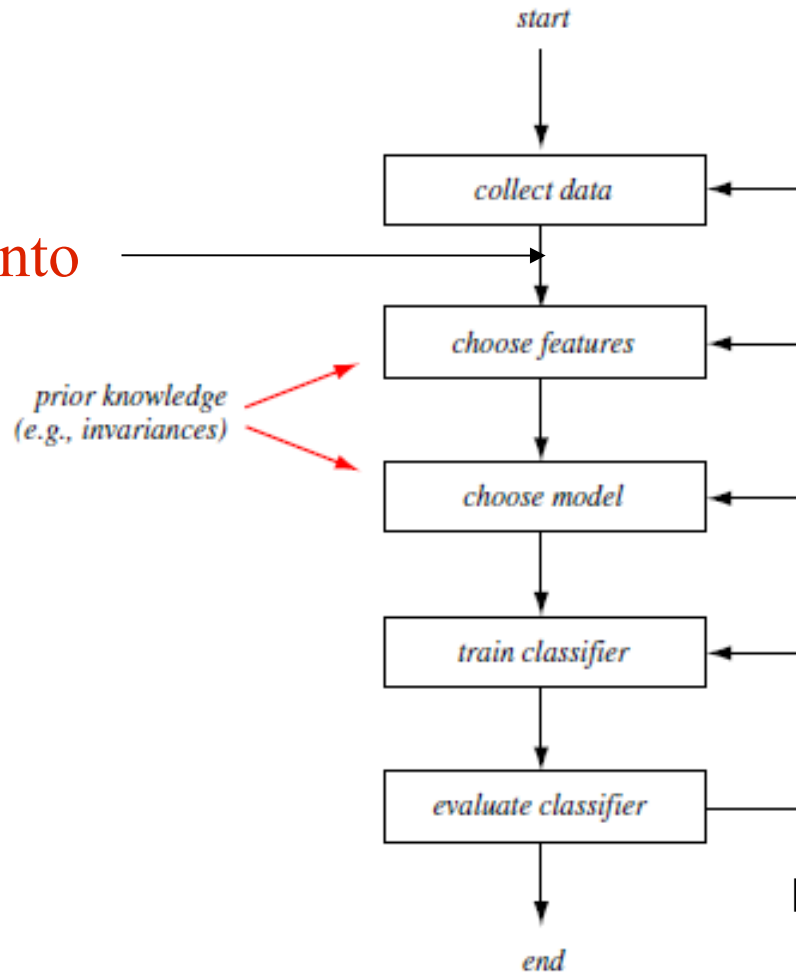 start
collect data
nto
choose features
prior knowledge
(e.g., invariances)
choose model
train classifier
evaluate classifier
end